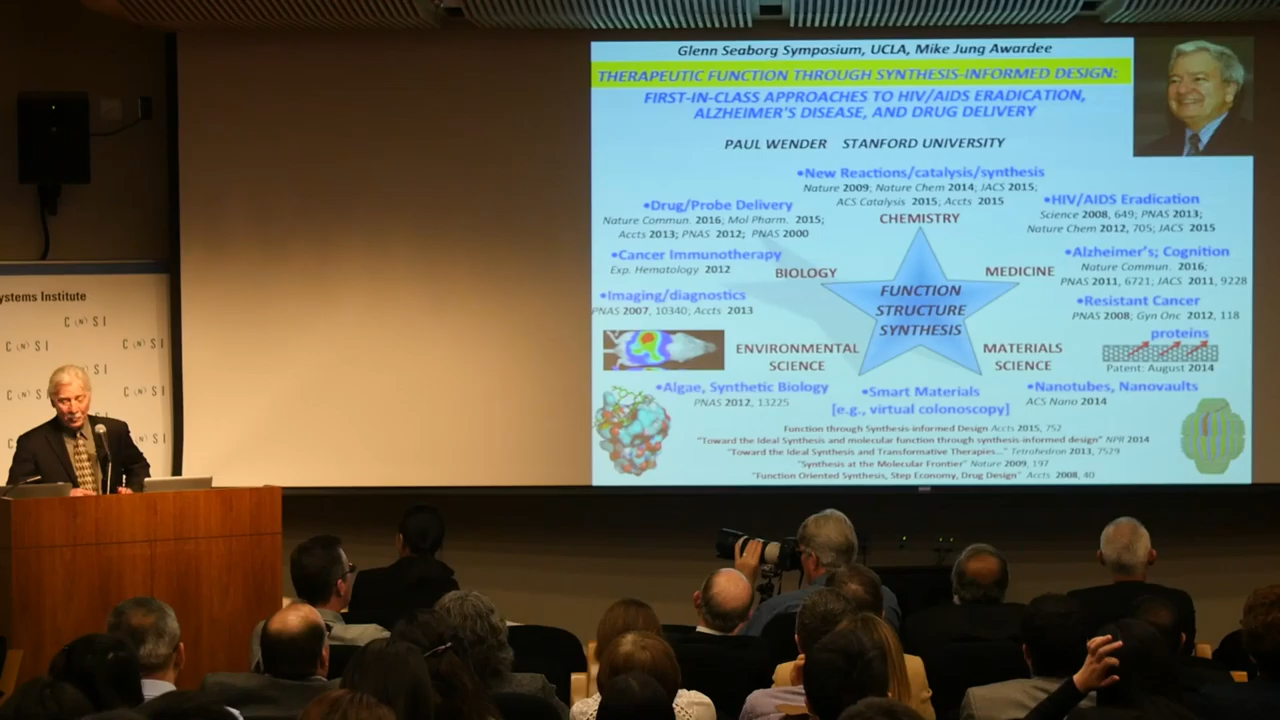 Glenn Seaborg Symposium, UCLA, Mike Jung Awardee
THERAPEUTIC FUNCTION THROUGH SYNTHESIS-INFORMED DESIGN:
FIRST-IN-CLASS APPROACHES TO HIV/AIDS ERADICATION,
ALZHEIMER'S DISEASE, AND DRUG DELIVERY
PAUL WENDER STANFORD UNIVERSITY
•New Reactions/catalysis/synthesis
Nature 2009; Nature Chem 2014; JACS 2015;
ACS Catalysis 2015; Accts 2015
CHEMISTRY
•Drug/Probe Delivery
Nature Commun. 2016; Mol Pharm. 2015;
Accts 2013; PNAS 2012; PNAS 2000
•HIV/AIDS Eradication
Science 2008, 649; PNAS 2013;
Nature Chem 2012, 705; JACS 2015
•Cancer Immunotherapy
Exp. Hematology 2012
BIOLOGY
MEDICINE
•Alzheimer's; Cognition
Nature Commun. 2016;
PNAS 2011, 6721; JACS 2011, 9228
•Imaging/diagnostics
PNAS 2007, 10340; Accts 2013
FUNCTION
STRUCTURE
SYNTHESIS
•Resistant Cancer
PNAS 2008; Gyn Onc 2012, 118
proteins
Patent: August 2014
ENVIRONMENTAL
SCIENCE
MATERIALS
SCIENCE
•Algae, Synthetic Biology
PNAS 2012, 13225
•Smart Materials
[e.g., virtual colonoscopy]
•Nanotubes, Nanovaults
ACS Nano 2014
Function through Synthesis-informed Design Accts 2015, 752
"Toward the Ideal Synthesis and molecular function through synthesis-informed design" NPR 2014
"Toward the Ideal Synthesis and Transformative Therapies..." Tetrohedron 2013, 7529
"Synthesis at the Molecular Frontier" Nature 2009, 197
"Function Oriented Synthesis, Step Economy, Drug Design" Accts 2008, 40
ystems Institute
C(N)SI
C(N)SI
C(N)SI
C(N)SI
C(N)SI